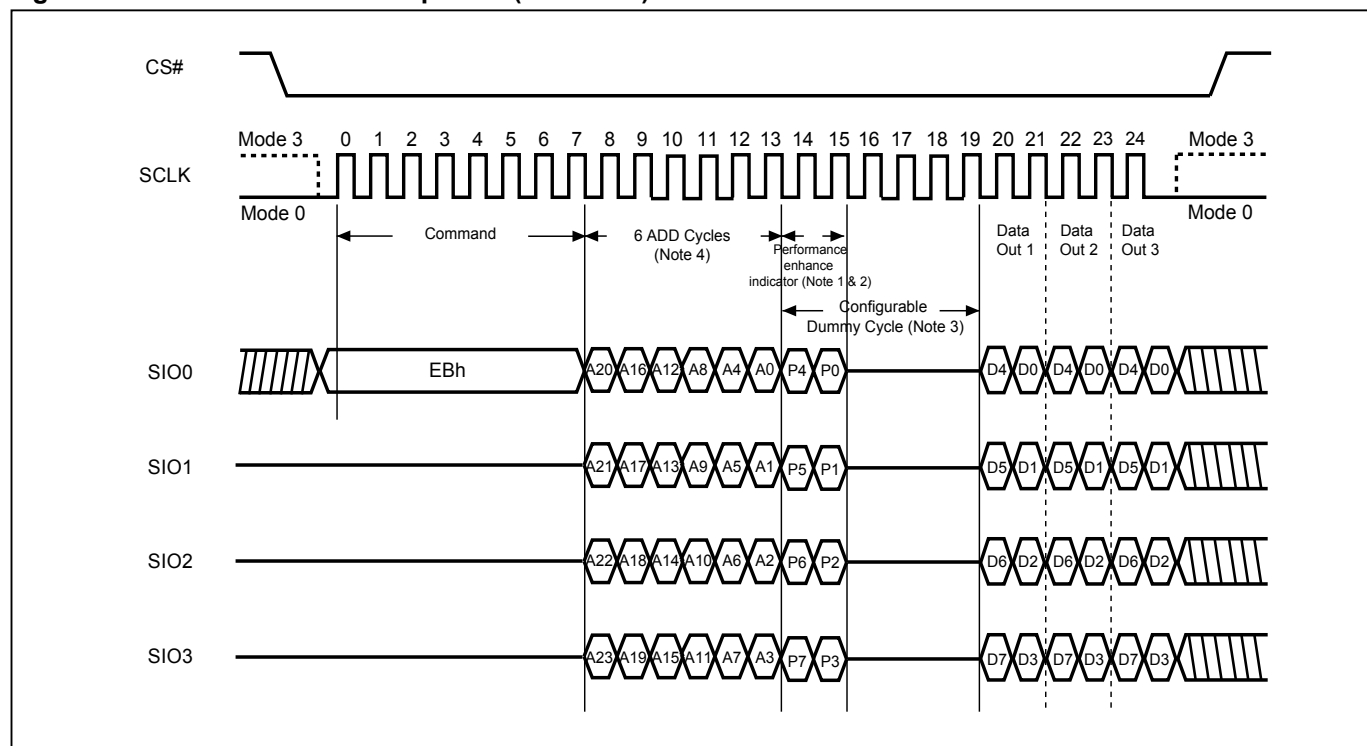 CS#
Mode 3 0 1 2 3 4 5 6 7 8 9 10 11 12 13 14 15 16 17 18 19 20 21 22 23 24 Mode 3
SCLK
Mode 0 Mode 0
Command 6 ADD Cycles
(Note 4)
Performance
enhance
indicator (Note 1 & 2)
Data
Out 1
Data
Out 2
Data
Out 3
Configurable
Dummy Cycle (Note 3)
SIO0 EBh A20 A16 A12 A8 A4 A0 P4 P0 D4 D0 D4 D0 D4 D0
SIO1 A21 A17 A13 A9 A5 A1 P5 P1 D5 D1 D5 D1 D5 D1
SIO2 A22 A18 A14 A10 A6 A2 P6 P2 D6 D2 D6 D2 D6 D2
SIO3 A23 A19 A15 A11 A7 A3 P7 P3 D7 D3 D7 D3 D7 D3